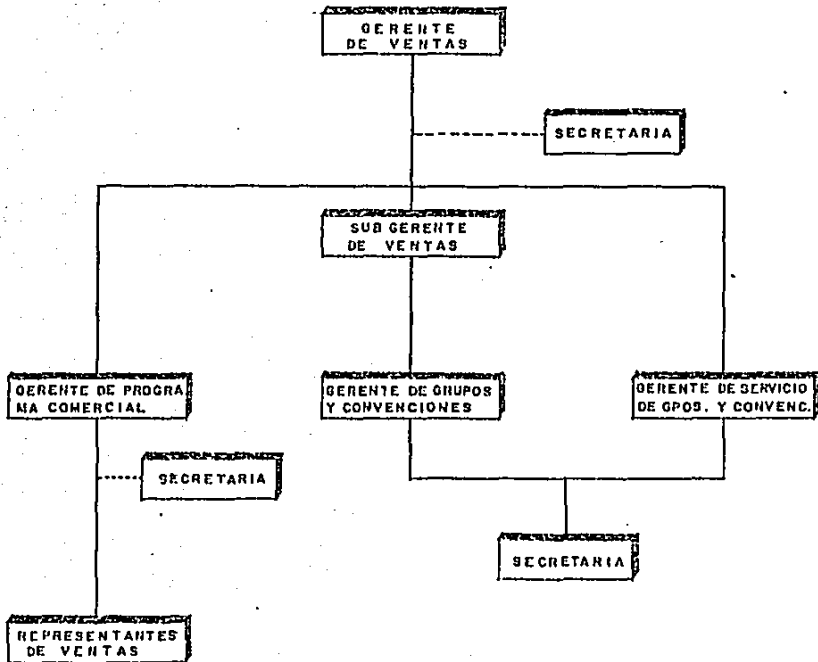 GERENTE
DE VENTAS
SECRETARIA
SUB GERENTE
DE VENTAS
GERENTE DE PROGRA
MA COMERCIAL
GERENTE DE GRUPOS
Y CONVENCIONES
GERENTE DE SERVICIO
DE GPOS. Y CONVENC.
SECRETARIA
SECRETARIA
REPRESENTANTES
DE VENTAS